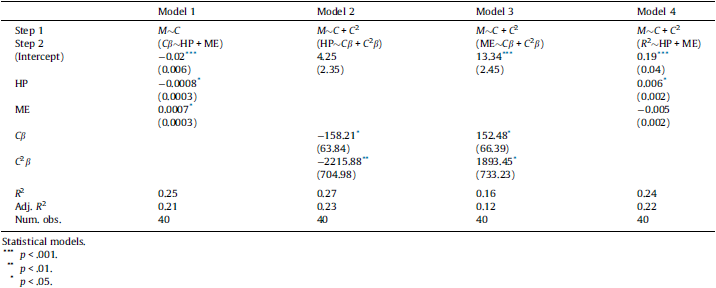 Model 1 Model 2 Model 3 Model 4
Step 1 M∼C M∼C + C² M∼C + C² M∼C + C²
Step 2 (Cβ∼HP + ME) (HP∼Cβ + C²β) (ME∼Cβ + C²β) (R²∼HP + ME)
(Intercept) −0.02*** 4.25 13.34*** 0.19***
(0.006) (2.35) (2.45) (0.04)
HP −0.0008* 0.006*
(0.0003) (0.002)
ME 0.0007* −0.005
(0.0003) (0.002)
Cβ −158.21* 152.48*
(63.84) (66.39)
C²β −2215.88** 1893.45*
(704.98) (733.23)
R² 0.25 0.27 0.16 0.24
Adj. R² 0.21 0.23 0.12 0.22
Num. obs. 40 40 40 40
Statistical models.
*** p < .001.
** p < .01.
* p < .05.